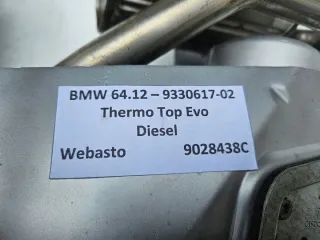 BMW 64.12 – 9330617-02
Thermo Top Evo
Diesel
Webasto 9028438C